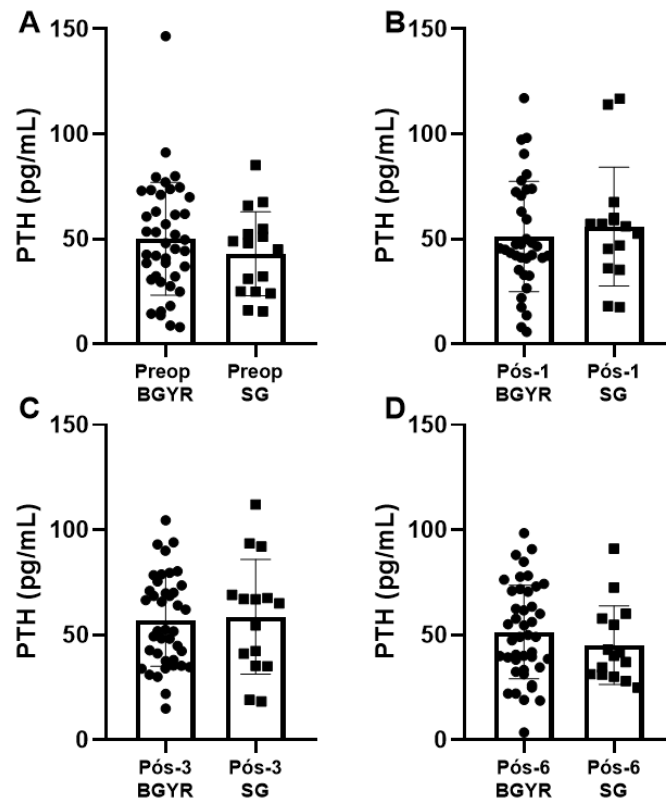 A
B
PTH (pg/mL)
150
100
50
0
Preop
BGYR
Preop
SG
PTH (pg/mL)
150
100
50
0
Pós-1
BGYR
Pós-1
SG
C
D
PTH (pg/mL)
150
100
50
0
Pós-3
BGYR
Pós-3
SG
PTH (pg/mL)
150
100
50
0
Pós-6
BGYR
Pós-6
SG